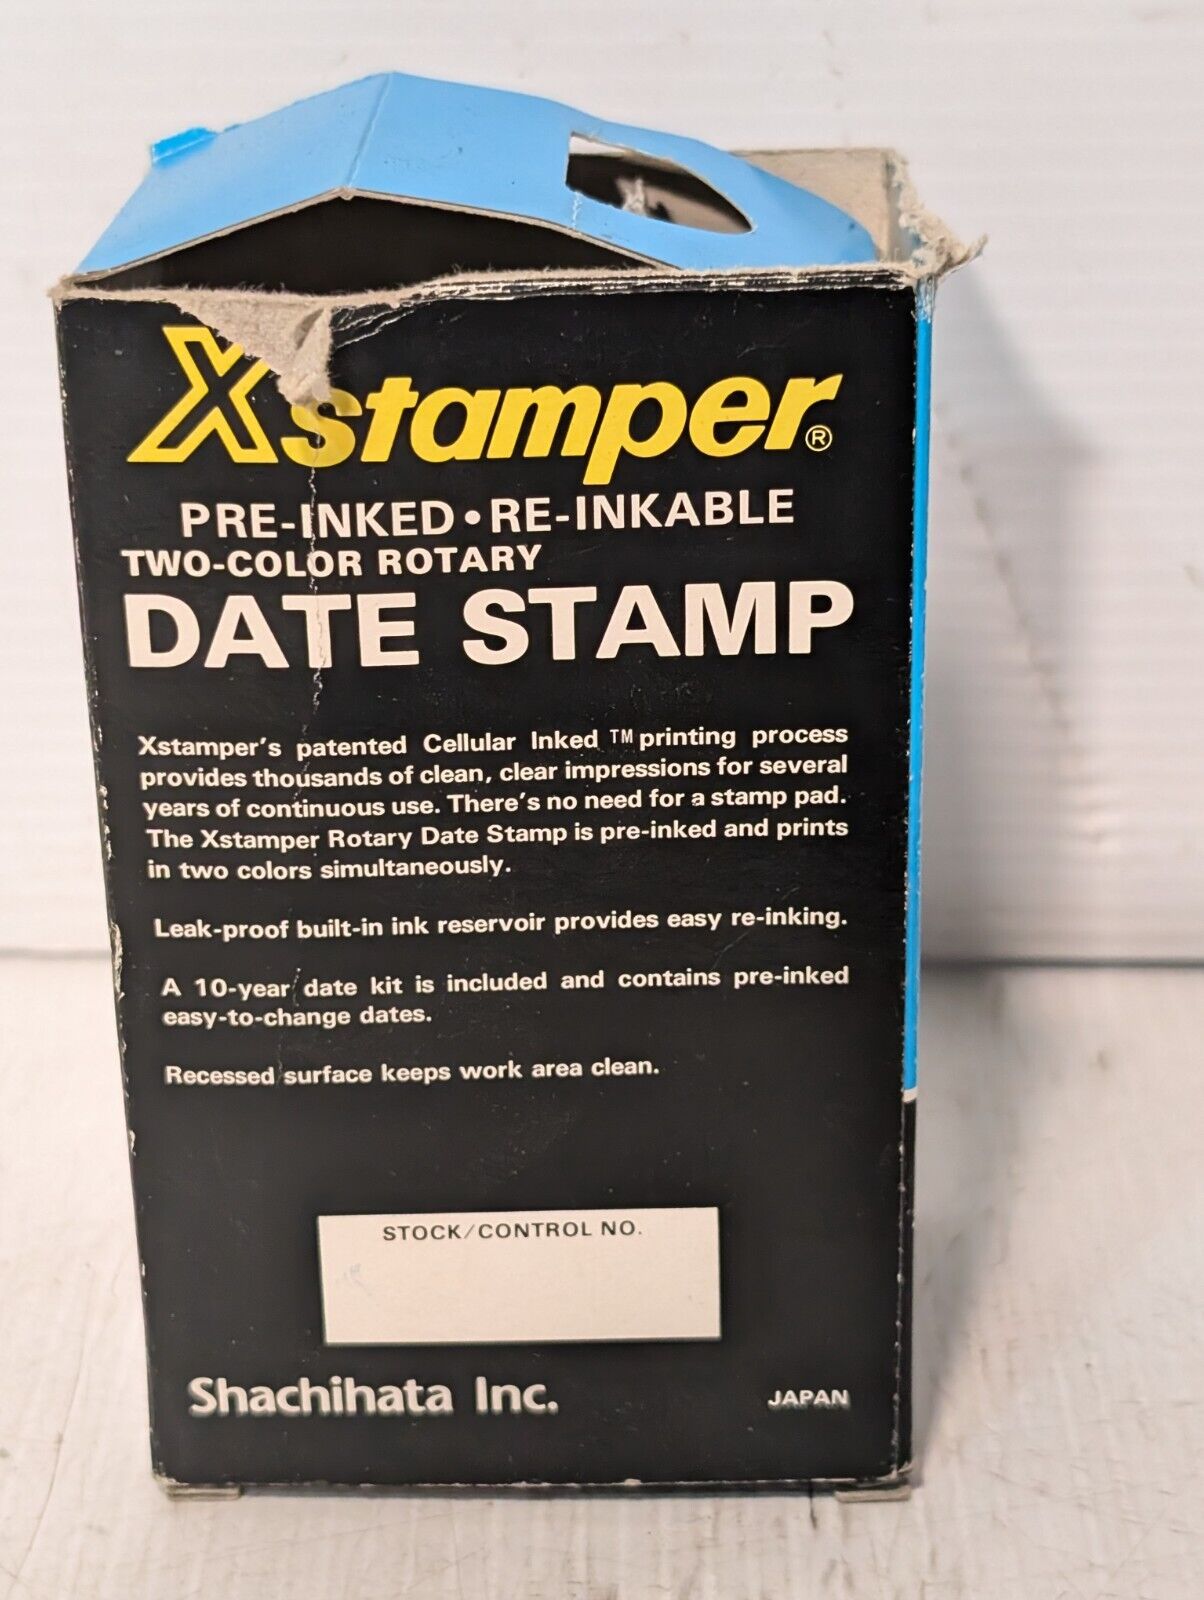 Xstamper®
PRE-INKED • RE-INKABLE
TWO-COLOR ROTARY
DATE STAMP
Xstamper's patented Cellular Inked TM printing process
provides thousands of clean, clear impressions for several
years of continuous use. There's no need for a stamp pad.
The Xstamper Rotary Date Stamp is pre-inked and prints
in two colors simultaneously.
Leak-proof built-in ink reservoir provides easy re-inking.
A 10-year date kit is included and contains pre-inked
easy-to-change dates.
Recessed surface keeps work area clean.
STOCK/CONTROL NO.
Shachihata Inc.
JAPAN